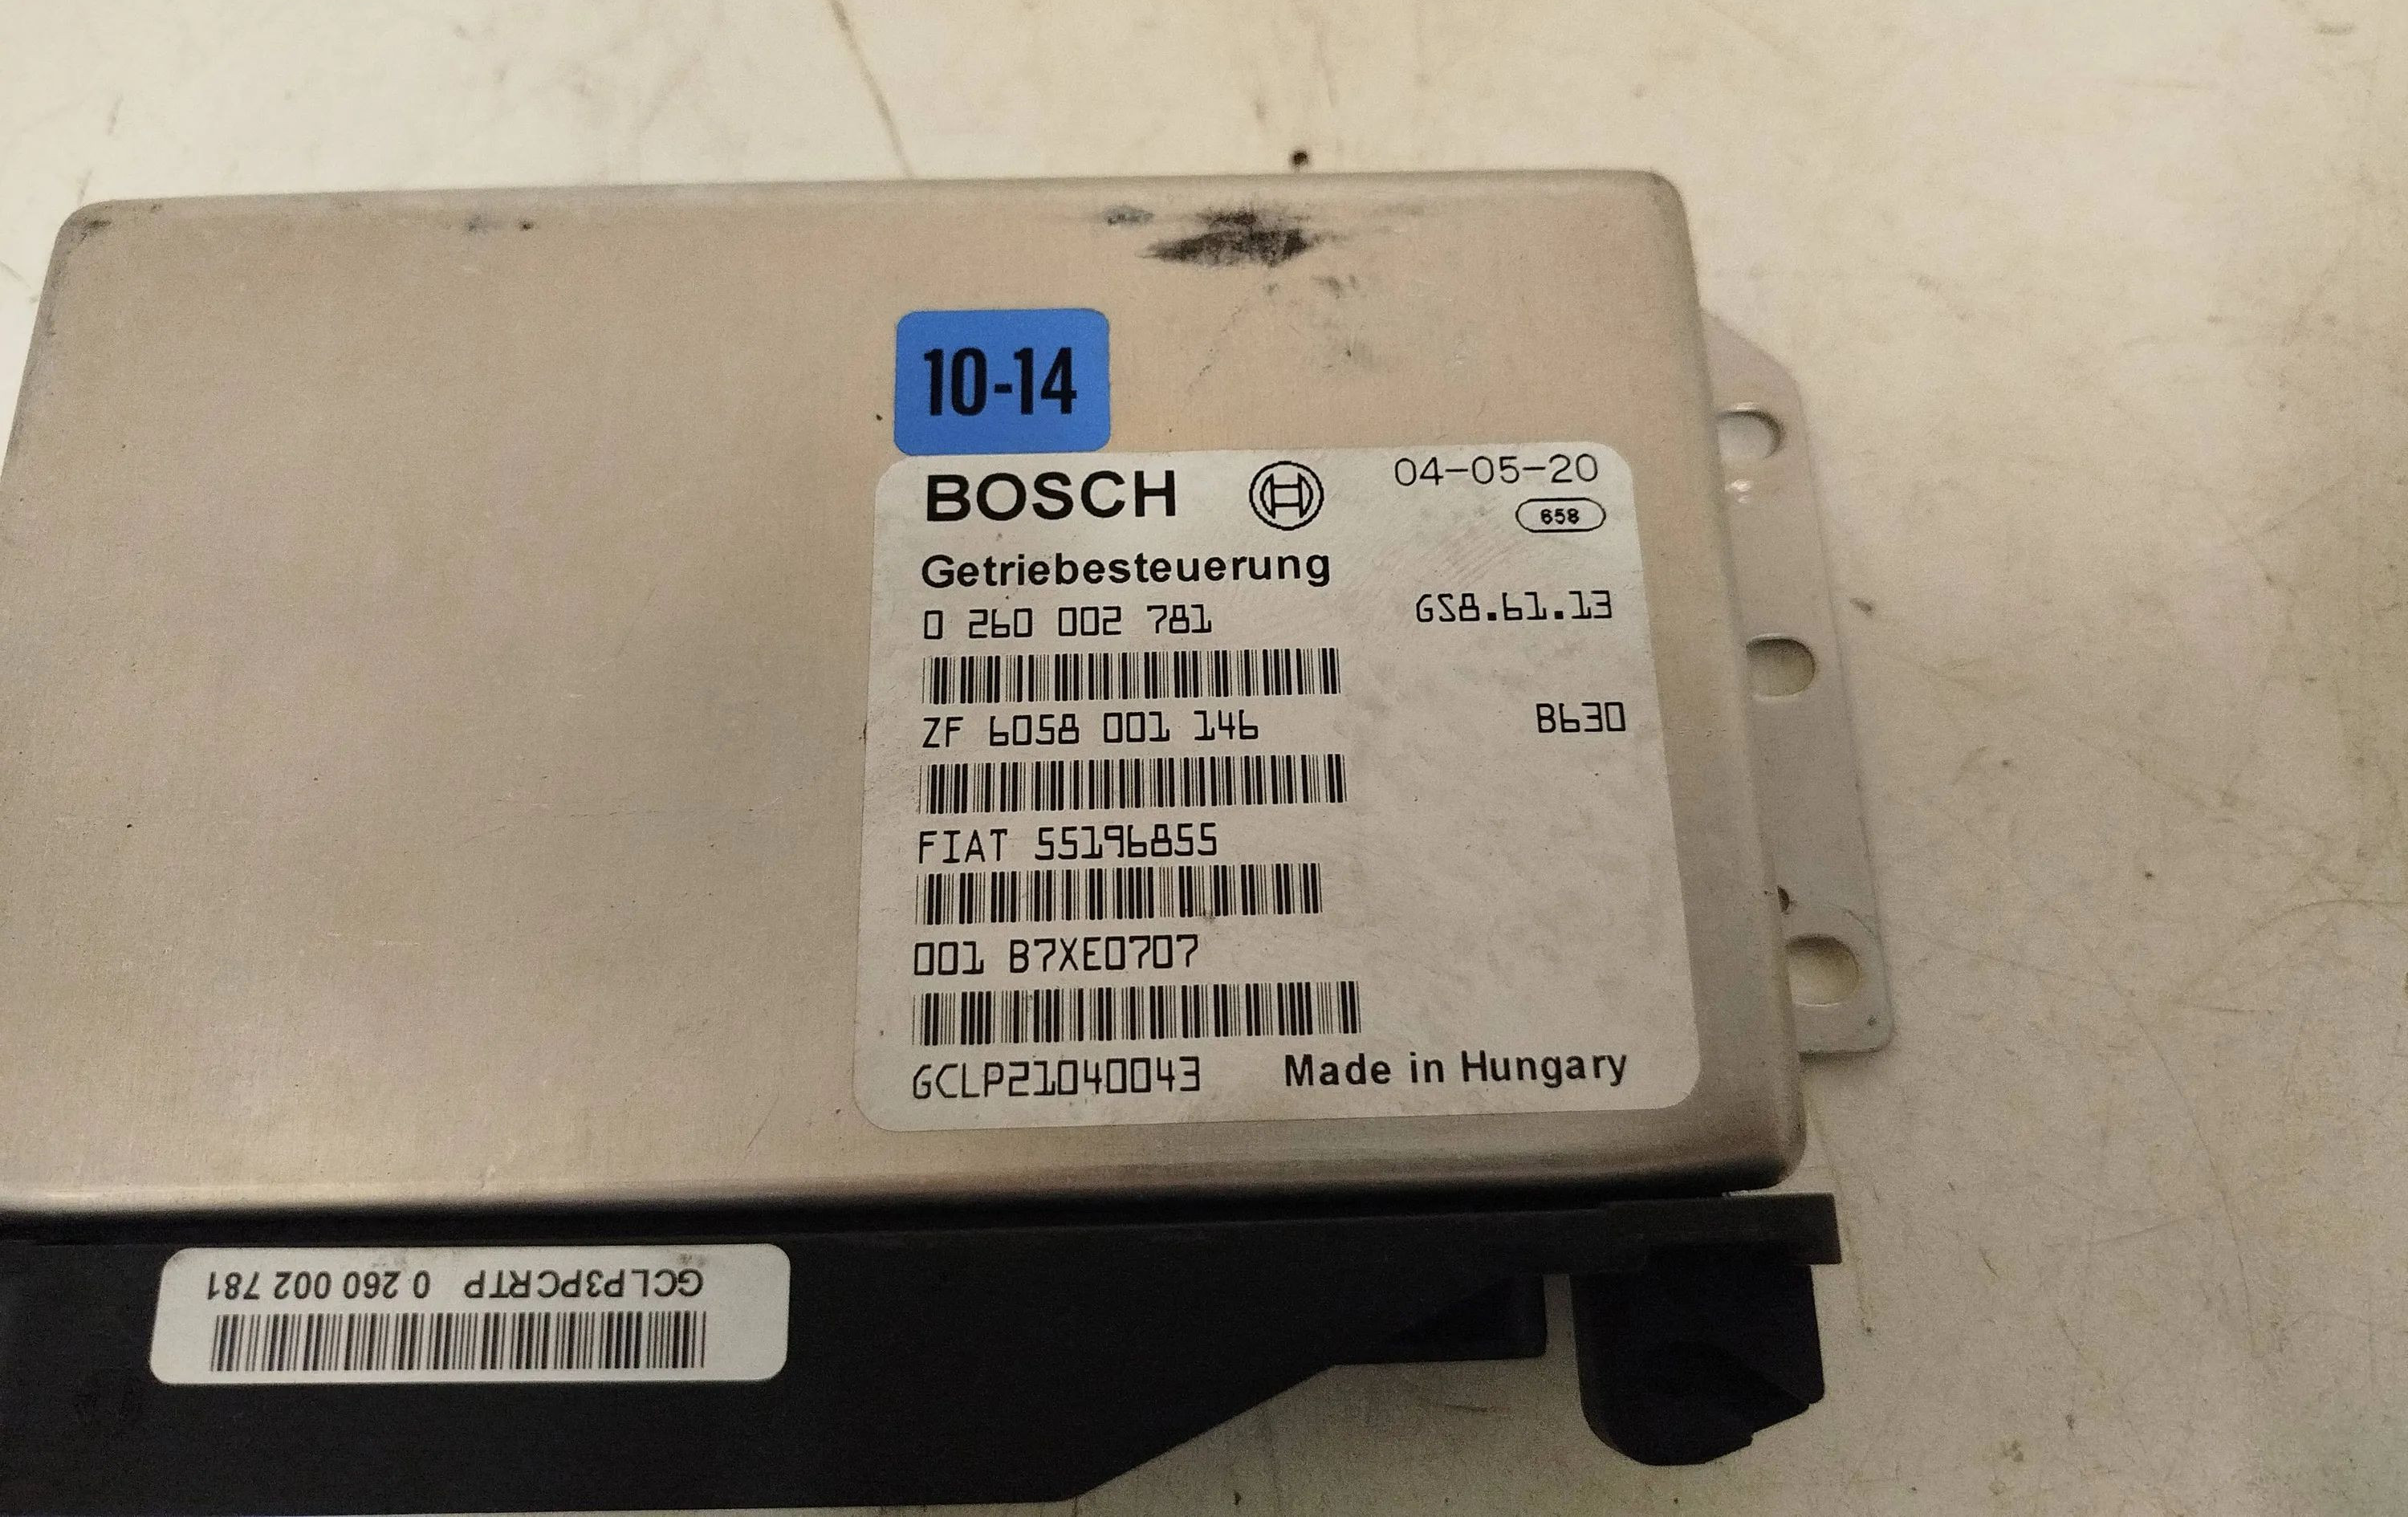 10-14
BOSCH 04-05-20
658
Getriebesteuerung
0 260 002 781 GS8.61.13
ZF 6058 001 146 B630
FIAT 55196855
001 B7XE0707
GCLP21040043 Made in Hungary
GCLP3PCRTP 0 260 002 781